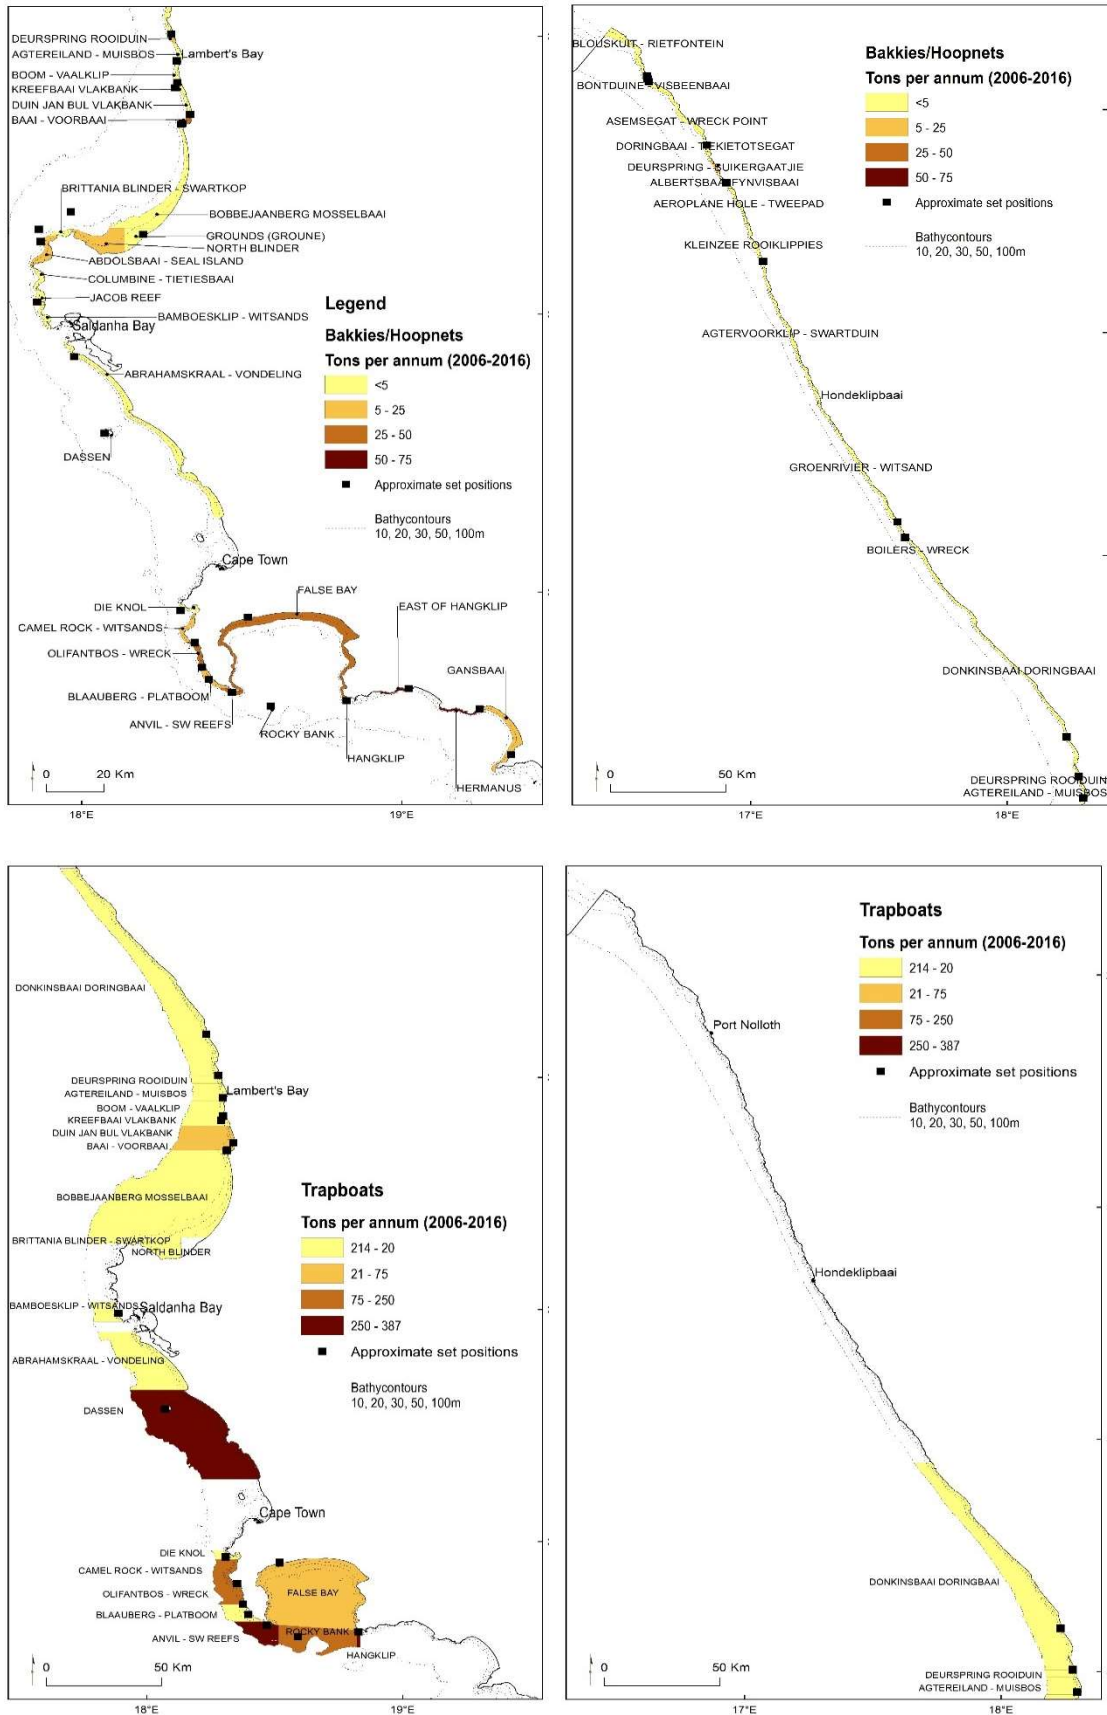 DEURSPRING ROOIDUIN
AGTEREILAND - MUISBOS
Lambert's Bay
BOOM - VAALKLIP
KREEFBAAI VLAKBANK
DUIN JAN BUL VLAKBANK
BAAI - VOORBAAI
BRITTANIA BLINDER - SWARTKOP
BOBBEJAANBERG MOSSELBAAI
GROUNDS (GROUNE)
NORTH BLINDER
ABDOLSBAAI - SEAL ISLAND
COLUMBINE - TIETIESBAAI
JACOB REEF
BAMBOESKLIP - WITSANDS
Saldanha Bay
ABRAHAMSKRAAL - VONDELING
DASSEN
Cape Town
DIE KNOL
FALSE BAY
EAST OF HANGKLIP
CAMEL ROCK - WITSANDS
OLIFANTBOS - WRECK
GANSBAAI
BLAAUBERG - PLATBOOM
ANVIL - SW REEFS
ROCKY BANK
HANGKLIP
HERMANUS
Legend
Bakkies/Hoopnets
Tons per annum (2006-2016)
<5
5 - 25
25 - 50
50 - 75
Approximate set positions
Bathycontours
10, 20, 30, 50, 100m
0 20 Km
18°E 19°E
BLOUSKUIT - RIETFONTEIN
BONTDUINE - VISBEENBAAI
ASEMSEGAT - WRECK POINT
DORINGBAAI - TIEKIETOTSEGAT
DEURSPRING - SUIKERGAATJIE
ALBERTSBAAI FYNVISBAAI
AEROPLANE HOLE - TWEEPAD
KLEINZEE ROOIKLIPPIES
AGTERVOORKLIP - SWARTDUIN
Hondeklipbaai
GROENRIVIER - WITSAND
BOILERS - WRECK
DONKINSBAAI DORINGBAAI
DEURSPRING ROOIDUIN
AGTEREILAND - MUISBOS
Bakkies/Hoopnets
Tons per annum (2006-2016)
<5
5 - 25
25 - 50
50 - 75
Approximate set positions
Bathycontours
10, 20, 30, 50, 100m
0 50 Km
17°E 18°E
DONKINSBAAI DORINGBAAI
DEURSPRING ROOIDUIN
AGTEREILAND - MUISBOS
Lambert's Bay
BOOM - VAALKLIP
KREEFBAAI VLAKBANK
DUIN JAN BUL VLAKBANK
BAAI - VOORBAAI
BOBBEJAANBERG MOSSELBAAI
BRITTANIA BLINDER - SWARTKOP
NORTH BLINDER
BAMBOESKLIP - WITSANDS
Saldanha Bay
ABRAHAMSKRAAL - VONDELING
DASSEN
Cape Town
DIE KNOL
CAMEL ROCK - WITSANDS
OLIFANTBOS - WRECK
FALSE BAY
BLAAUBERG - PLATBOOM
ANVIL - SW REEFS
ROCKY BANK
HANGKLIP
Trapboats
Tons per annum (2006-2016)
214 - 20
21 - 75
75 - 250
250 - 387
Approximate set positions
Bathycontours
10, 20, 30, 50, 100m
0 50 Km
18°E 19°E
Port Nolloth
Hondeklipbaai
DONKINSBAAI DORINGBAAI
DEURSPRING ROOIDUIN
AGTEREILAND - MUISBOS
Trapboats
Tons per annum (2006-2016)
214 - 20
21 - 75
75 - 250
250 - 387
Approximate set positions
Bathycontours
10, 20, 30, 50, 100m
0 50 Km
17°E 18°E